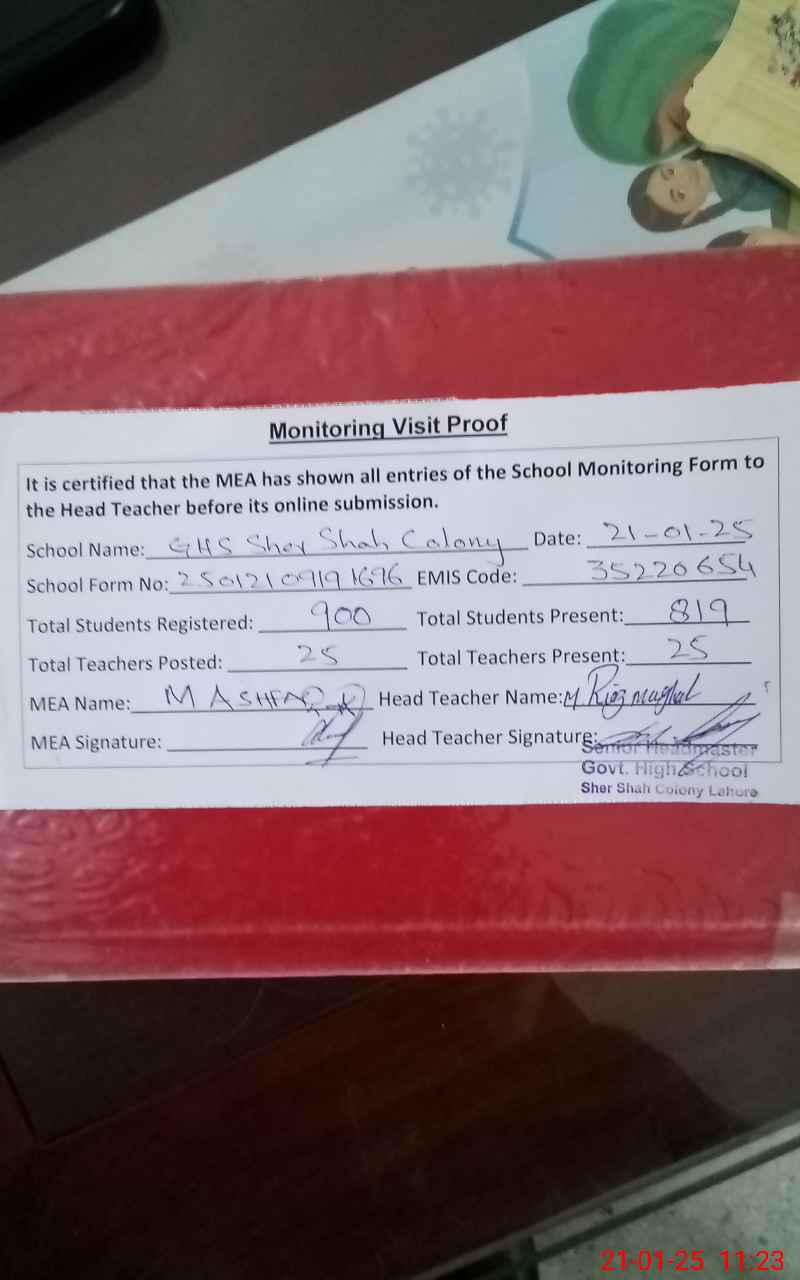 Monitoring Visit Proof
It is certified that the MEA has shown all entries of the School Monitoring Form to
the Head Teacher before its online submission.
School Name: GHS Sher Shah Colony Date: 21-01-25
School Form No: EMIS Code: 35220654
Total Students Registered: 900 Total Students Present: 819
Total Teachers Posted: 25 Total Teachers Present: 25
MEA Name: M ASHFAQ Head Teacher Name: M. Riaz mughal
MEA Signature: Head Teacher Signature:
Senior Headmaster
Govt. High School
Sher Shah Colony Lahore
21-01-25 11:23